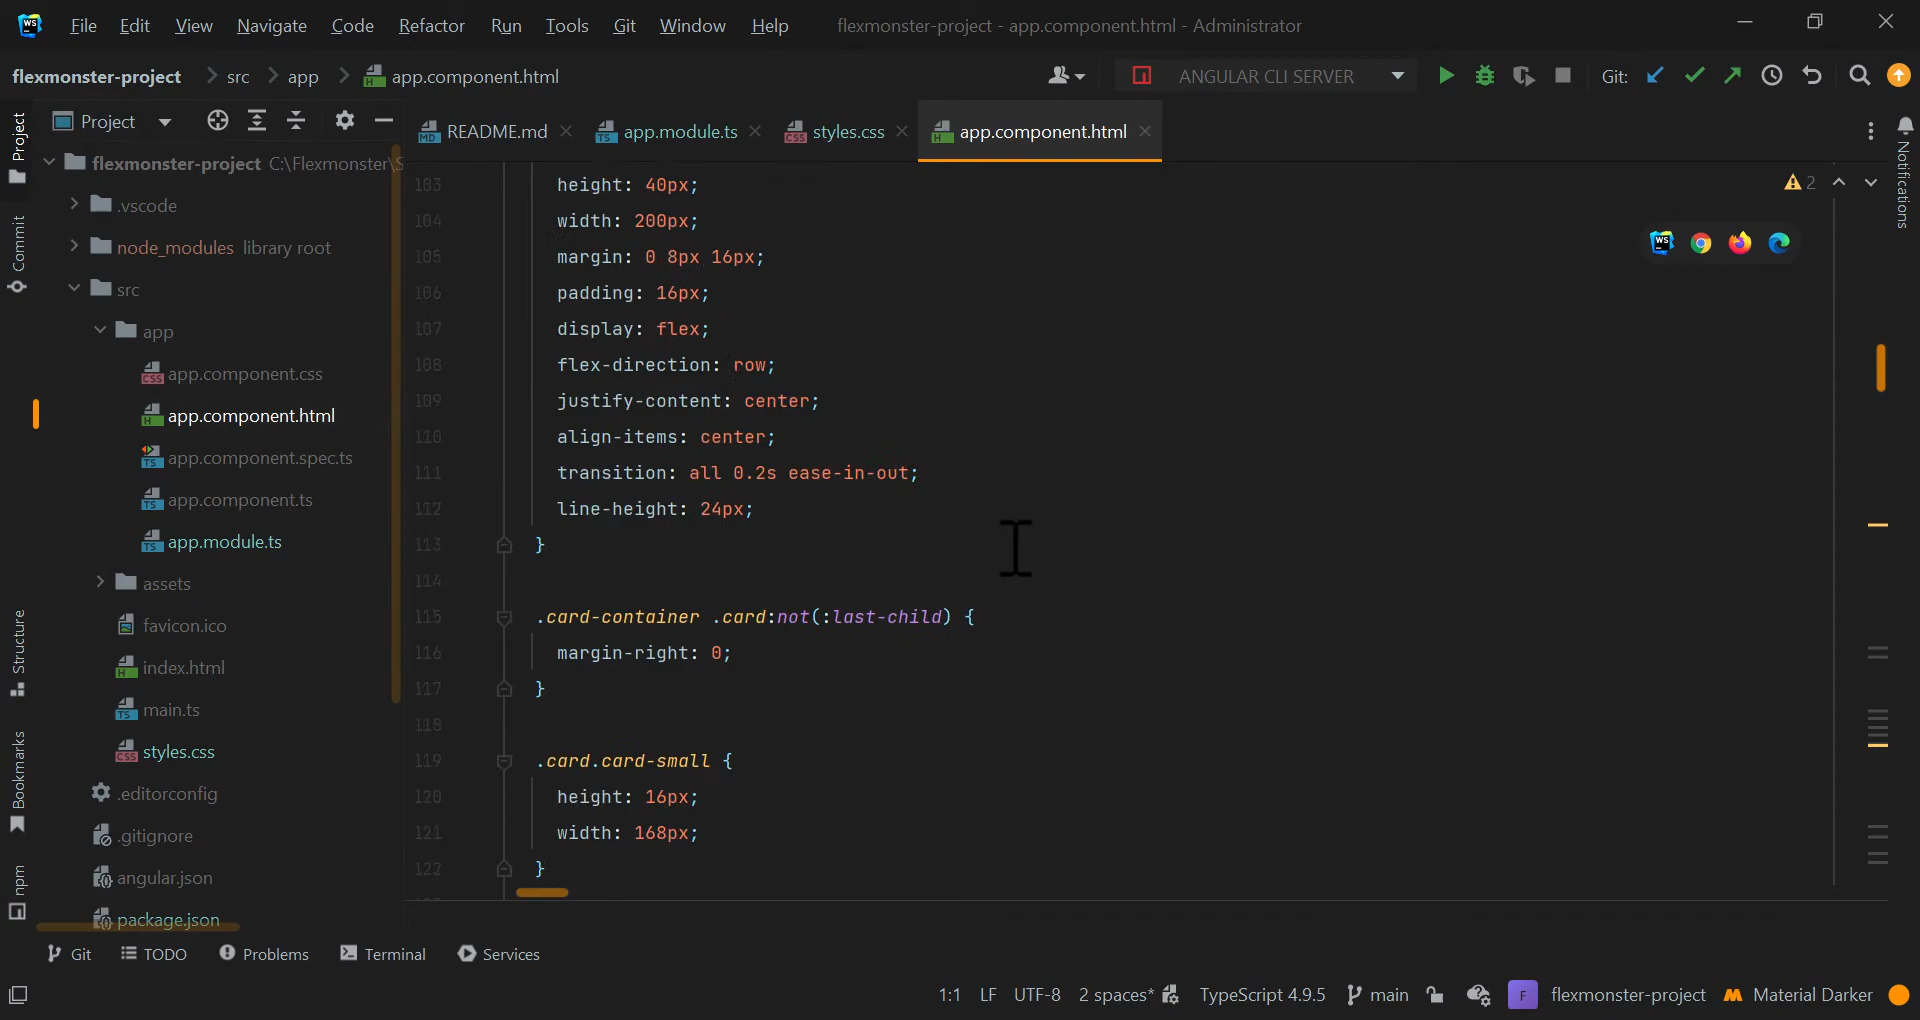 WS File Edit View Navigate Code Refactor Run Tools Git Window Help flexmonster-project - app.component.html - Administrator
flexmonster-project src app app.component.html ANGULAR CLI SERVER Git:
Project
README.md app.module.ts styles.css app.component.html
Project
Commit
Structure
Bookmarks
npm
Notifications
flexmonster-project C:\Flexmonster\S
.vscode
node_modules library root
src
app
app.component.css
app.component.html
app.component.spec.ts
app.component.ts
app.module.ts
assets
favicon.ico
index.html
main.ts
styles.css
.editorconfig
.gitignore
angular.json
package.json
2
103 height: 40px;
104 width: 200px;
105 margin: 0 8px 16px;
106 padding: 16px;
107 display: flex;
108 flex-direction: row;
109 justify-content: center;
110 align-items: center;
111 transition: all 0.2s ease-in-out;
112 line-height: 24px;
113 }
114
115 .card-container .card:not(:last-child) {
116 margin-right: 0;
117 }
118
119 .card.card-small {
120 height: 16px;
121 width: 168px;
122 }
Git TODO Problems Terminal Services
1:1 LF UTF-8 2 spaces* TypeScript 4.9.5 main F flexmonster-project Material Darker